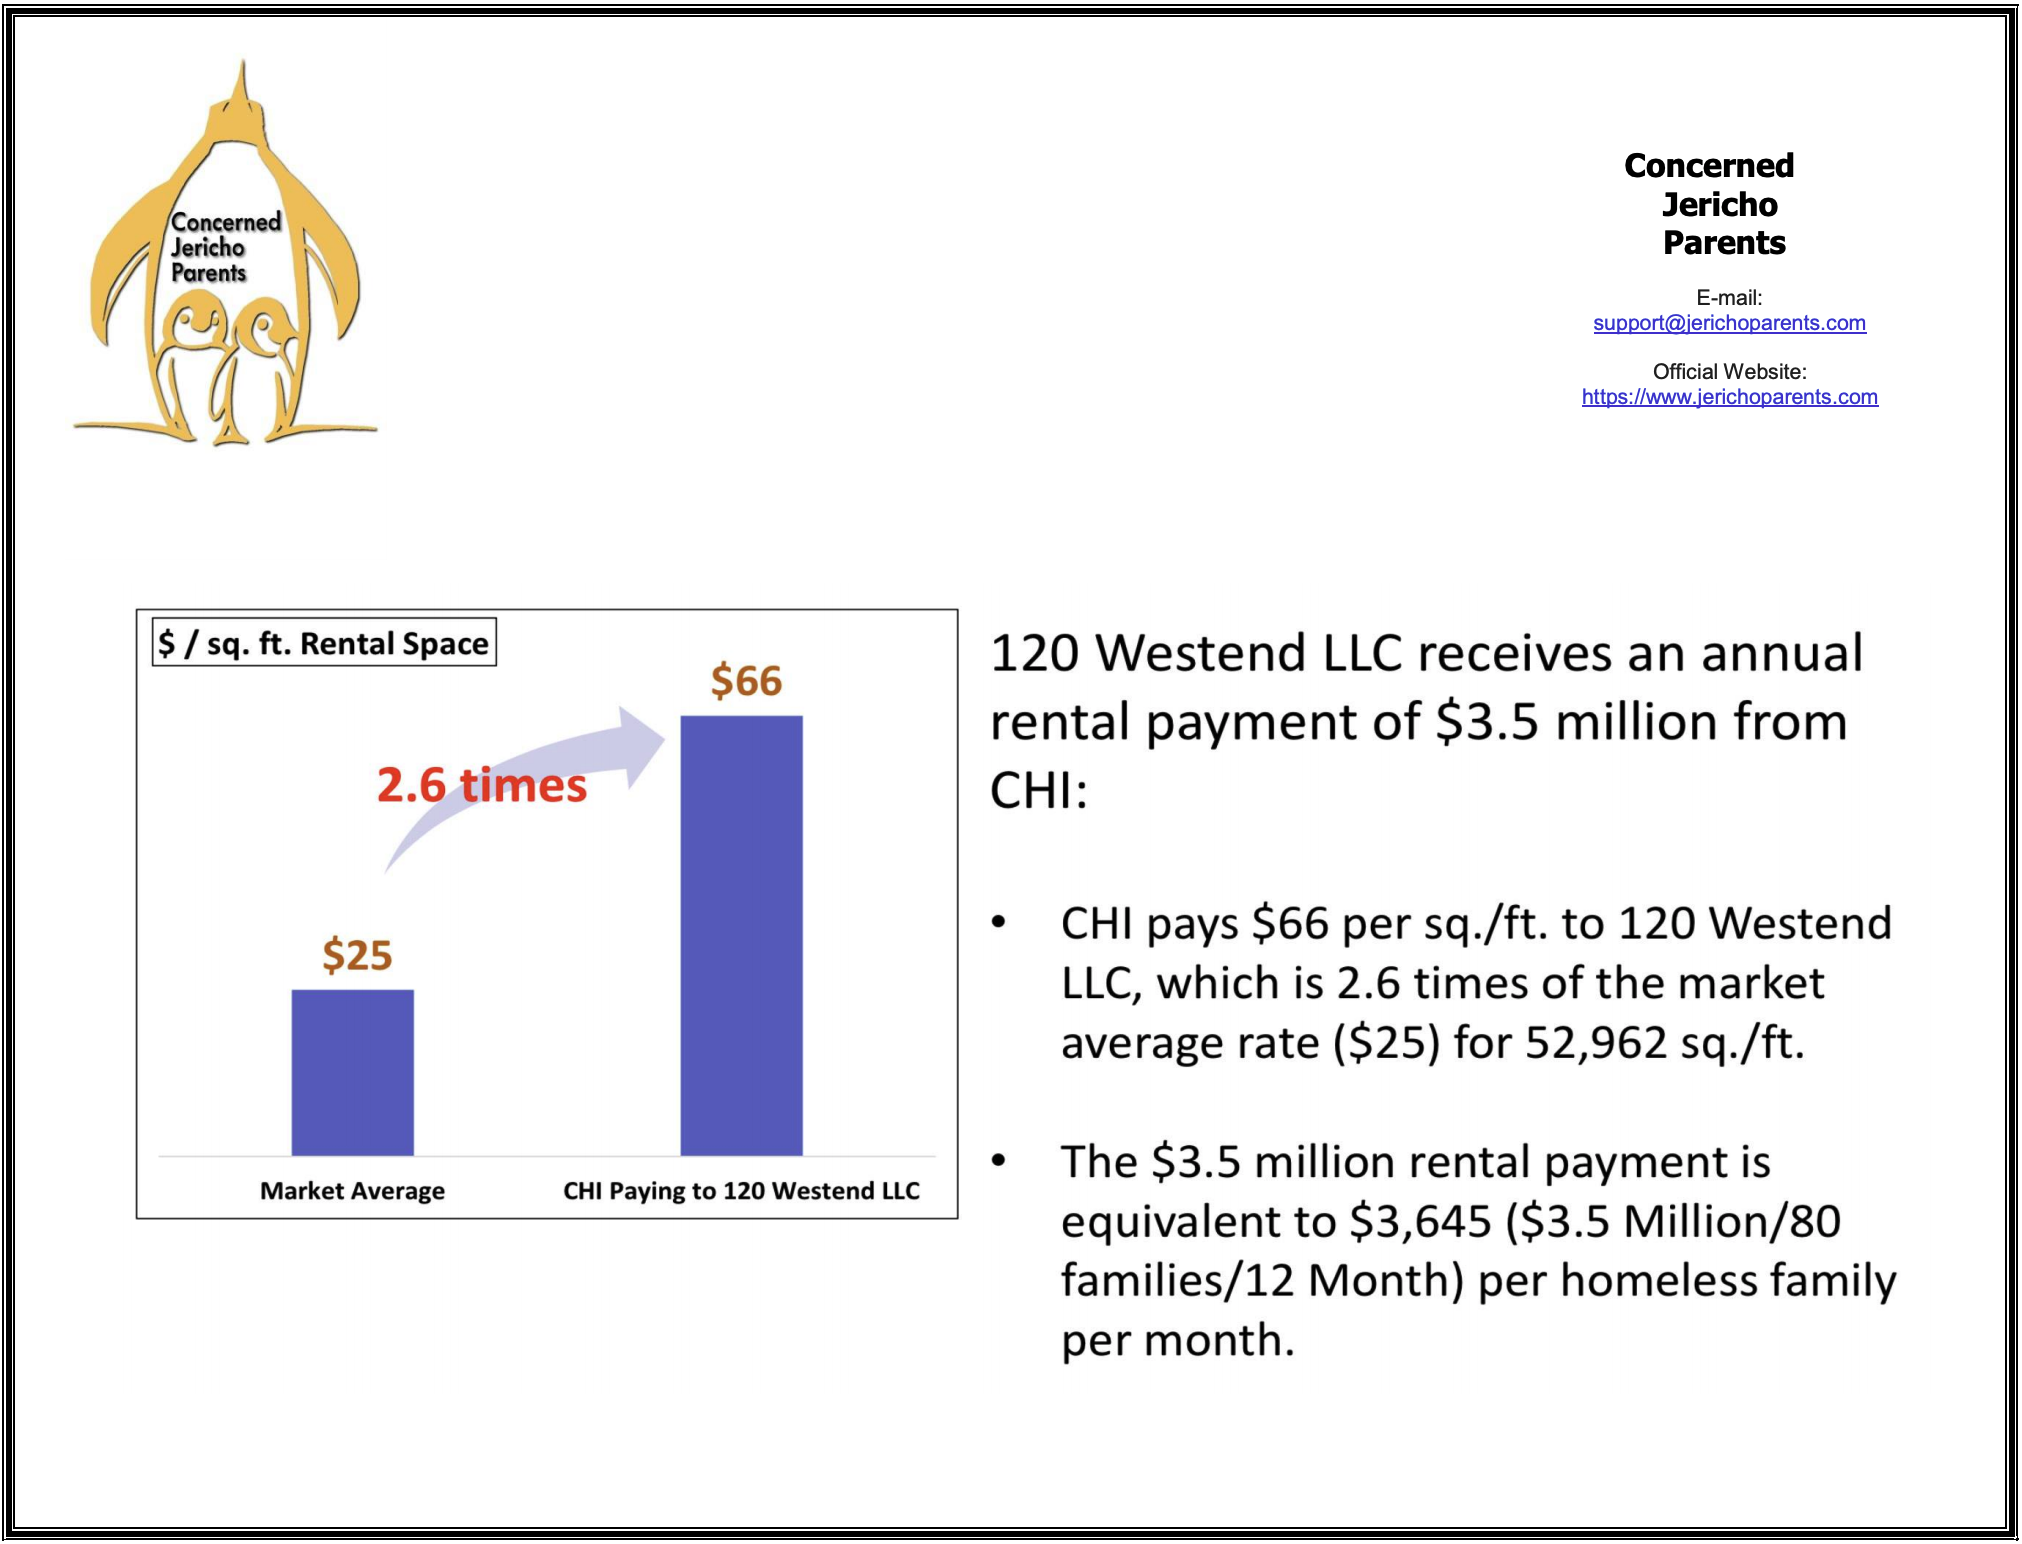 Concerned
Jericho
Parents
Concerned
Jericho
Parents
E-mail:
support@jerichoparents.com
Official Website:
https://www.jerichoparents.com
$ / sq. ft. Rental Space
$66
2.6 times
$25
Market Average
CHI Paying to 120 Westend LLC
120 Westend LLC receives an annual
rental payment of $3.5 million from
CHI:
• CHI pays $66 per sq./ft. to 120 Westend
LLC, which is 2.6 times of the market
average rate ($25) for 52,962 sq./ft.
• The $3.5 million rental payment is
equivalent to $3,645 ($3.5 Million/80
families/12 Month) per homeless family
per month.